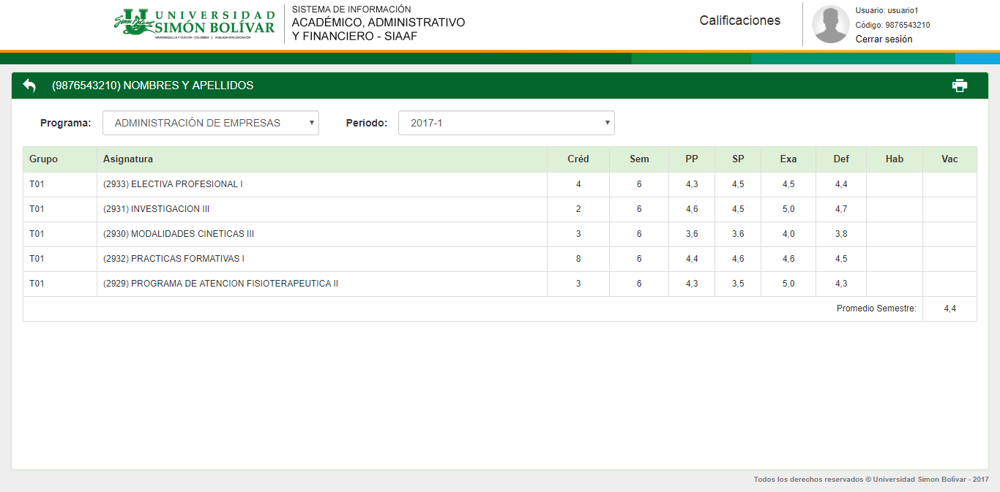 UNIVERSIDAD
SIMÓN BOLÍVAR
BARRANQUILLA Y CÚCUTA - COLOMBIA | VIGILADA MINEDUCACIÓN
SISTEMA DE INFORMACIÓN
ACADÉMICO, ADMINISTRATIVO
Y FINANCIERO - SIAAF
Calificaciones
Usuario: usuario1
Código: 9876543210
Cerrar sesión
(9876543210) NOMBRES Y APELLIDOS
Programa: ADMINISTRACIÓN DE EMPRESAS Periodo: 2017-1
Grupo Asignatura Créd Sem PP SP Exa Def Hab Vac
T01 (2933) ELECTIVA PROFESIONAL I 4 6 4,3 4,5 4,5 4,4
T01 (2931) INVESTIGACION III 2 6 4,6 4,5 5,0 4,7
T01 (2930) MODALIDADES CINETICAS III 3 6 3,6 3,6 4,0 3,8
T01 (2932) PRACTICAS FORMATIVAS I 8 6 4,4 4,6 4,6 4,5
T01 (2929) PROGRAMA DE ATENCION FISIOTERAPEUTICA II 3 6 4,3 3,5 5,0 4,3
Promedio Semestre: 4,4
Todos los derechos reservados © Universidad Simon Bolívar - 2017